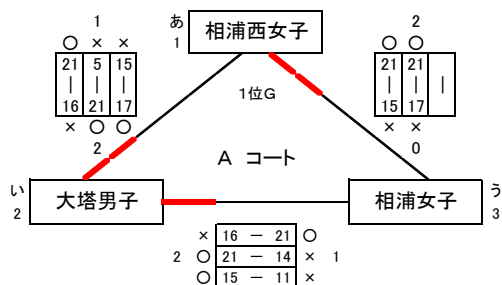 1
あ
2
○ × ×
相浦西女子
○ ○
21 5 15
1
21 21
| | |
| | |
16 21 17
1位G
15 17
× ○ ○
× ×
2
0
A コート
い
大塔男子
相浦女子
う
2
3
× 16 － 21 ○
2 ○ 21 － 14 × 1
○ 15 － 11 ×